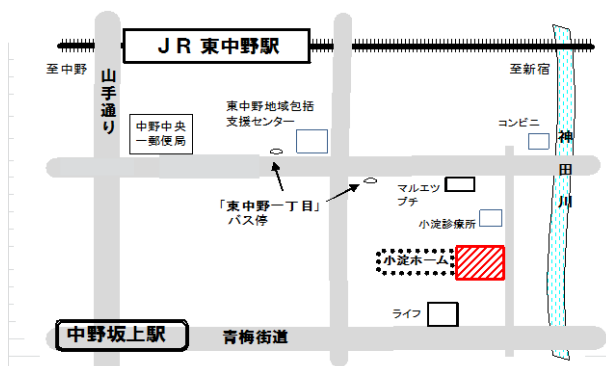 JR 東中野駅
至中野
至新宿
山手通り
東中野地域包括
支援センター
中野中央
一郵便局
コンビニ
神田川
「東中野一丁目」
バス停
マルエツ
プチ
小淀診療所
小淀ホーム
ライフ
中野坂上駅
青梅街道